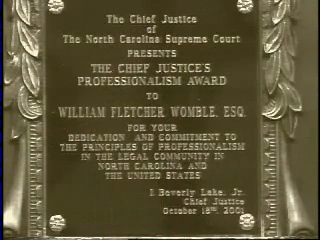 The Chief Justice
of
The North Carolina Supreme Court
PRESENTS
THE CHIEF JUSTICE'S
PROFESSIONALISM AWARD
TO
WILLIAM FLETCHER WOMBLE, ESQ.
FOR YOUR
DEDICATION AND COMMITMENT TO
THE PRINCIPLES OF PROFESSIONALISM
IN THE LEGAL COMMUNITY IN
NORTH CAROLINA AND
THE UNITED STATES
I. Beverly Lake, Jr.
Chief Justice
October 18th, 2001